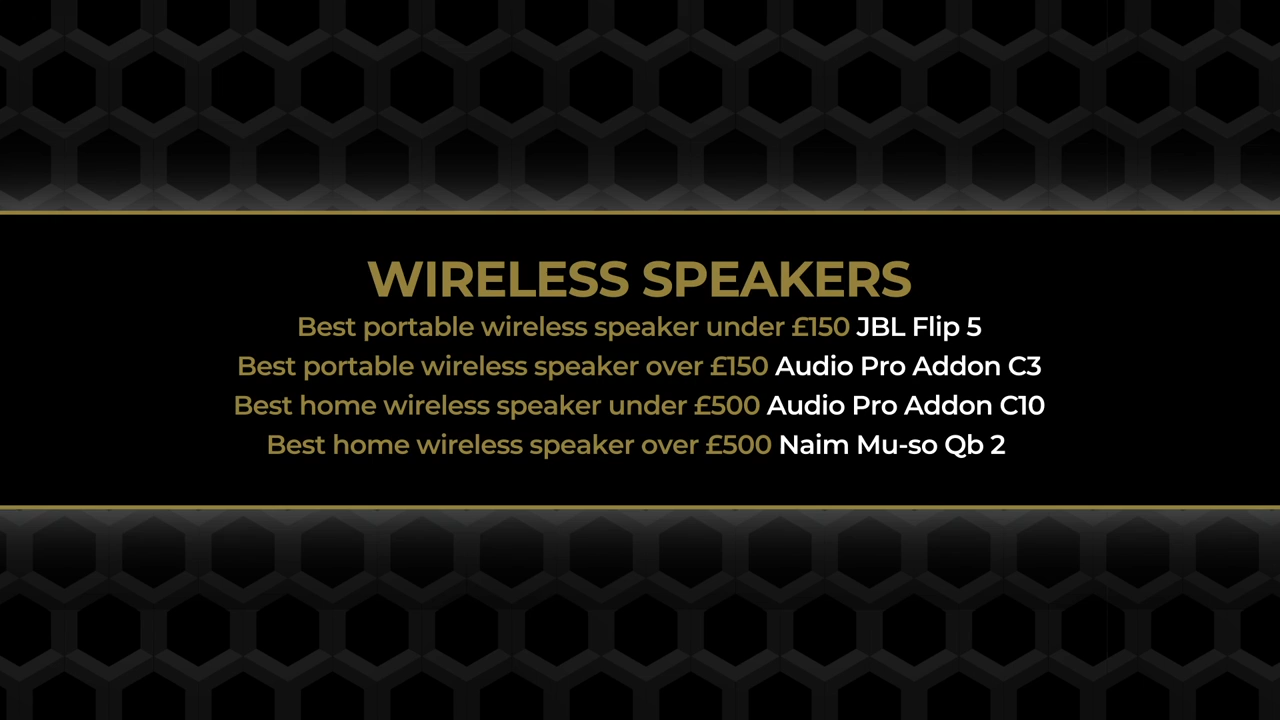 WIRELESS SPEAKERS
Best portable wireless speaker under £150 JBL Flip 5
Best portable wireless speaker over £150 Audio Pro Addon C3
Best home wireless speaker under £500 Audio Pro Addon C10
Best home wireless speaker over £500 Naim Mu-so Qb 2